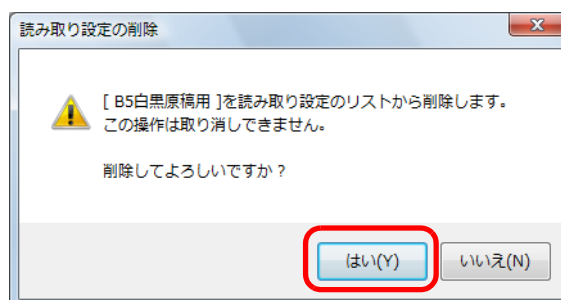 読み取り設定の削除
[ B5白黒原稿用 ]を読み取り設定のリストから削除します。
この操作は取り消しできません。
削除してよろしいですか？
はい(Y) いいえ(N)